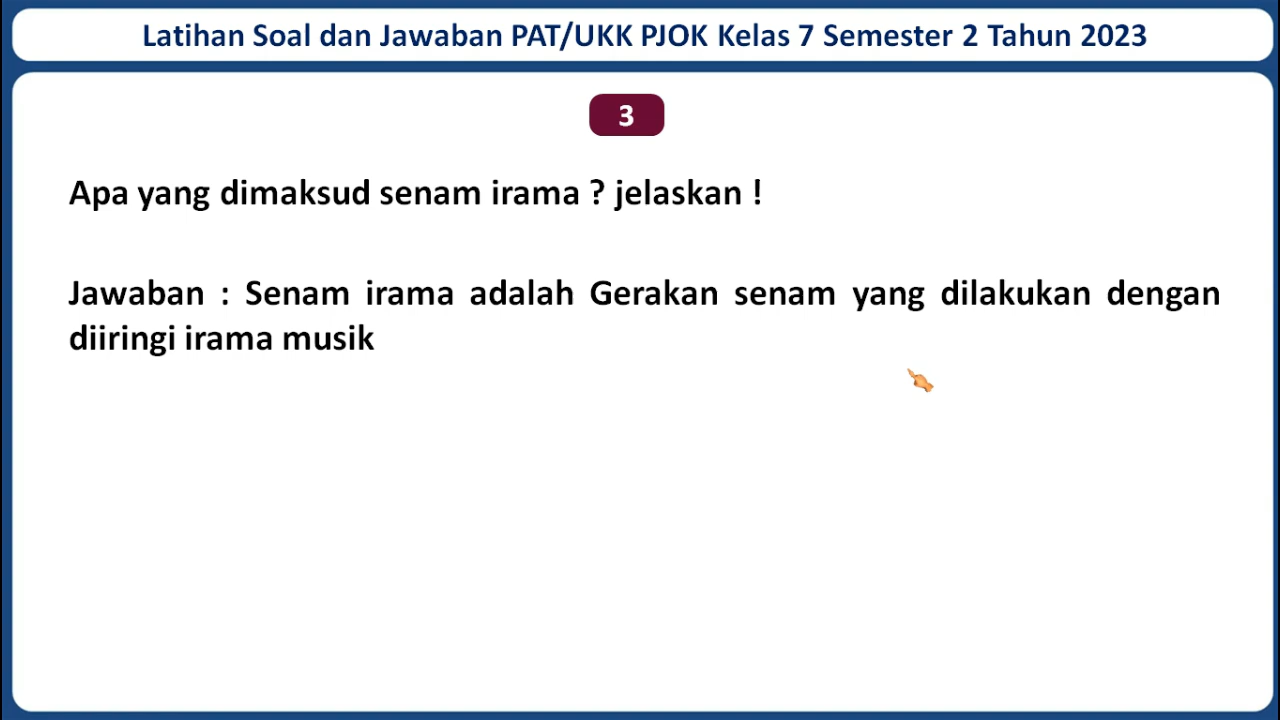 Latihan Soal dan Jawaban PAT/UKK PJOK Kelas 7 Semester 2 Tahun 2023
3
Apa yang dimaksud senam irama ? jelaskan !
Jawaban : Senam irama adalah Gerakan senam yang dilakukan dengan
diiringi irama musik